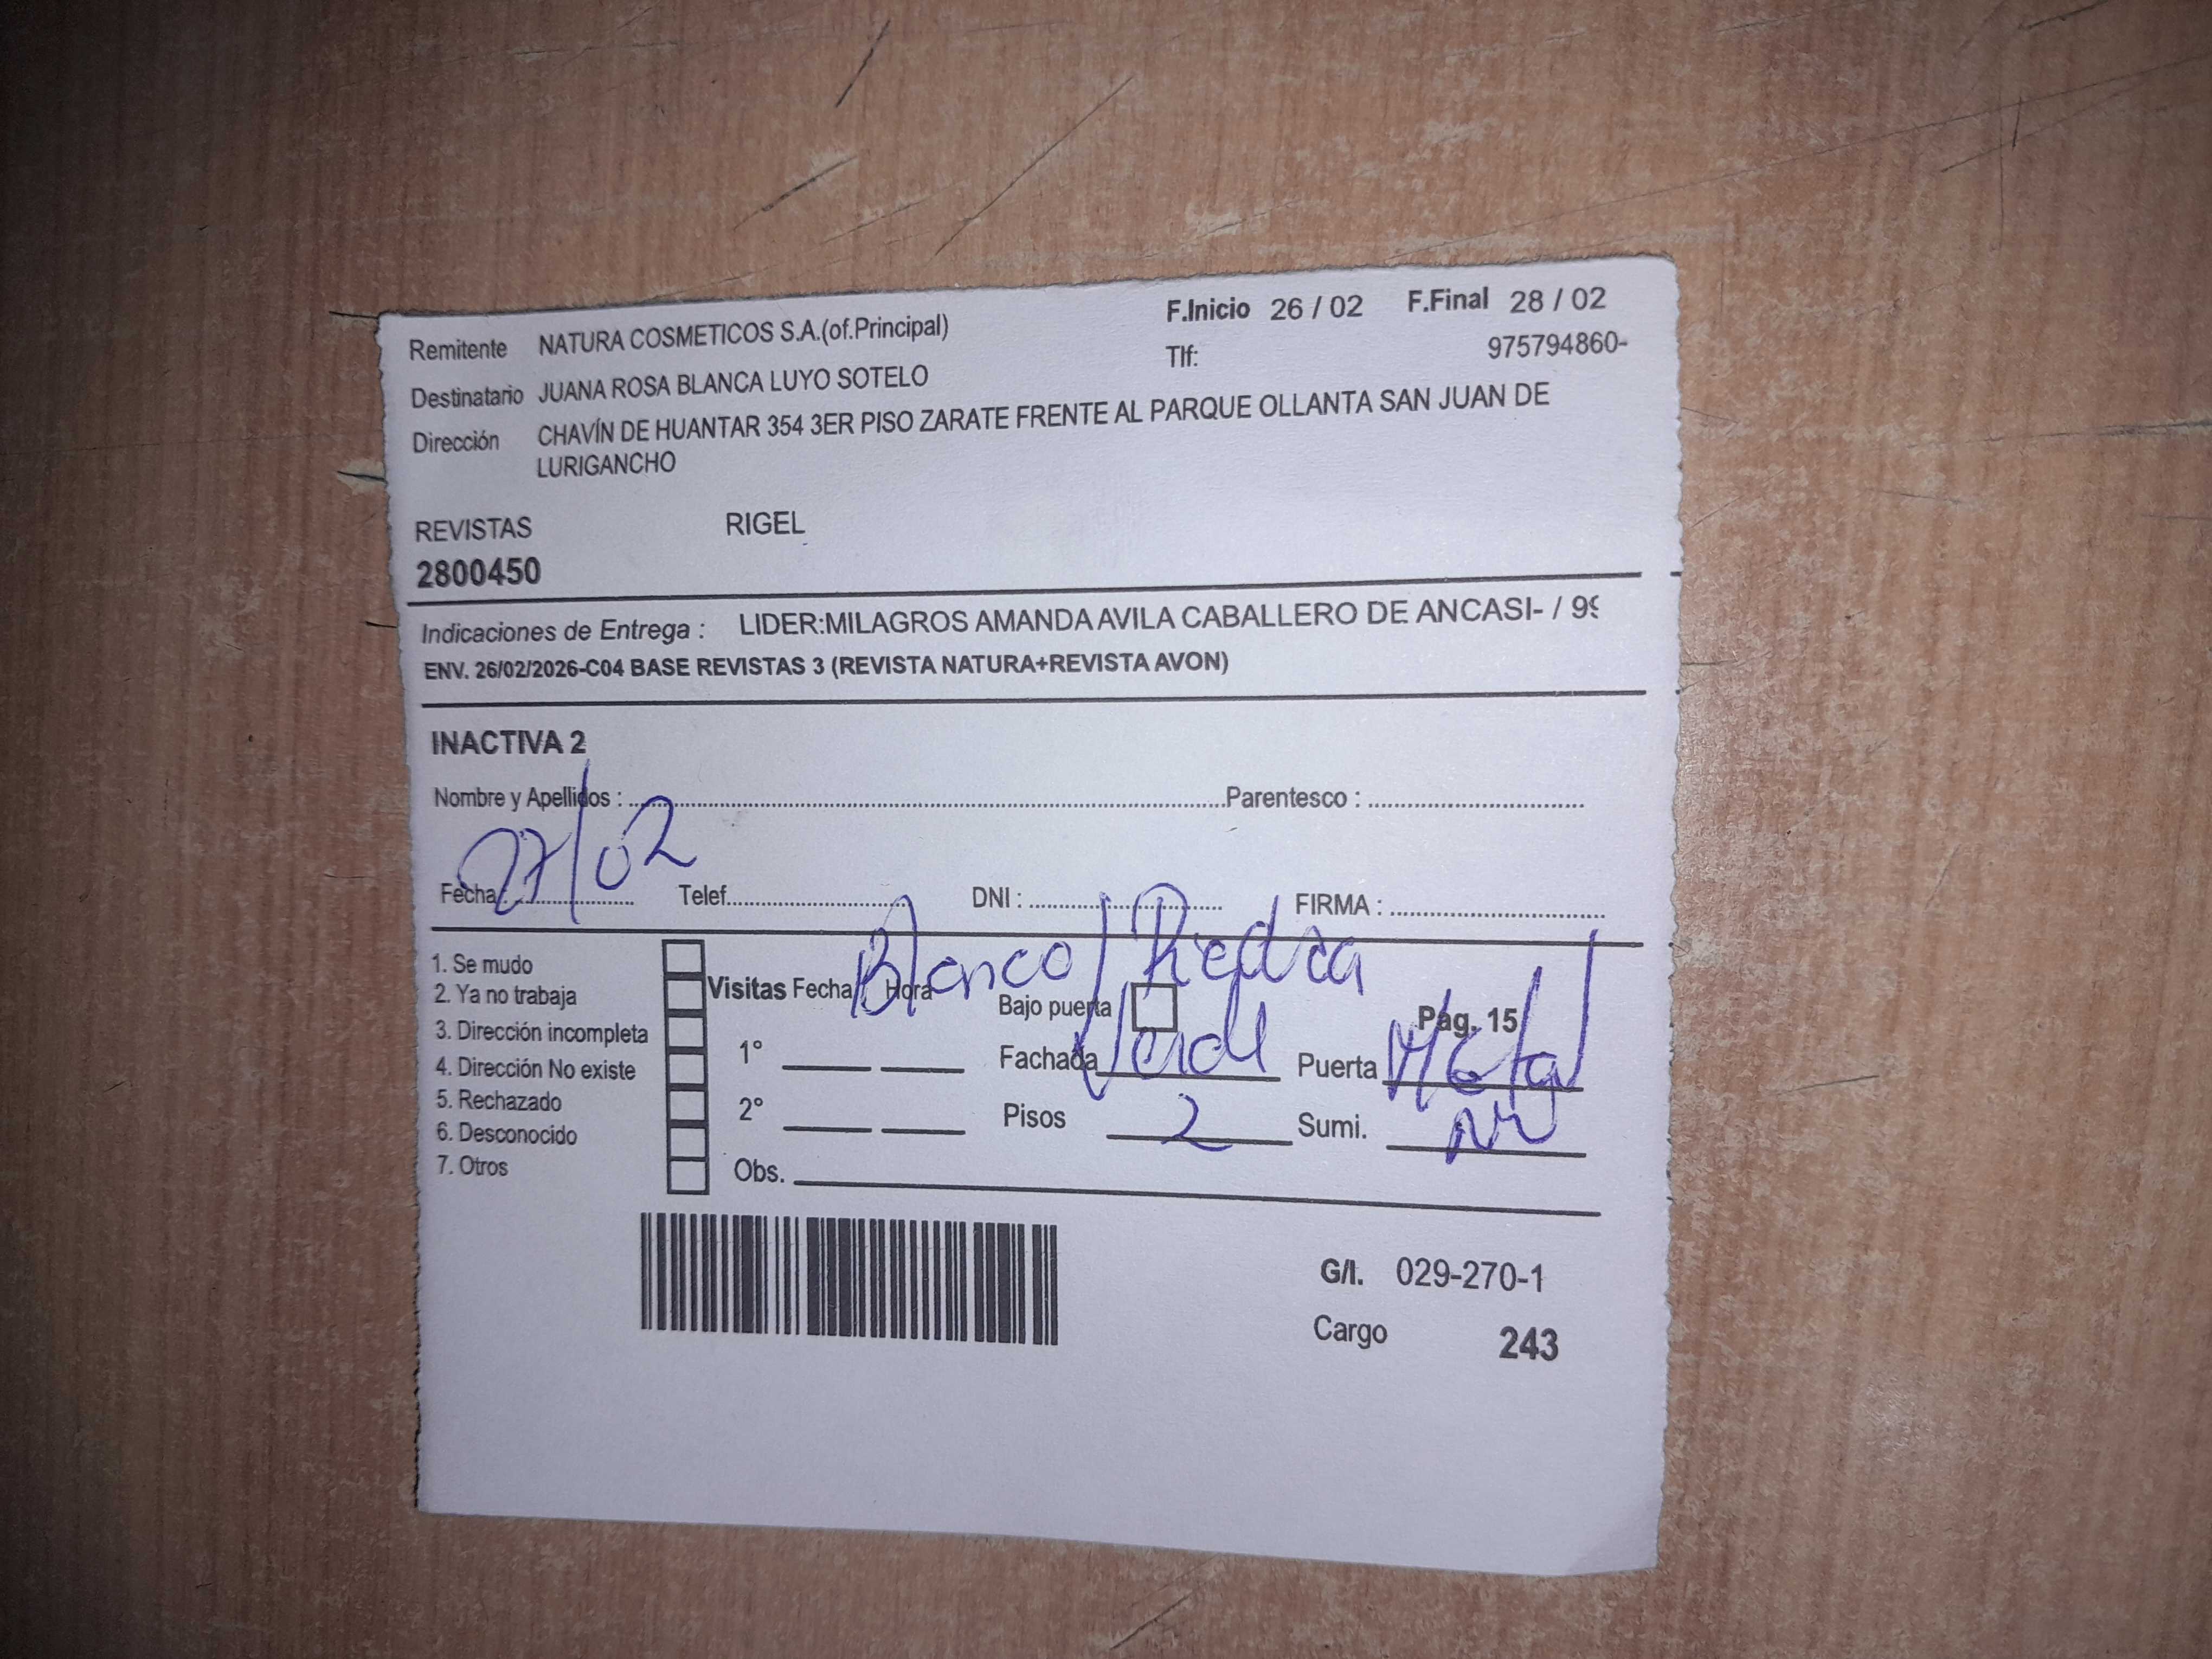 Remitente NATURA COSMETICOS S.A.(of.Principal) F.Inicio 26 / 02 F.Final 28 / 02
Destinatario JUANA ROSA BLANCA LUYO SOTELO Tlf: 975794860-
Dirección CHAVÍN DE HUANTAR 354 3ER PISO ZARATE FRENTE AL PARQUE OLLANTA SAN JUAN DE
LURIGANCHO
REVISTAS RIGEL
2800450
Indicaciones de Entrega : LIDER:MILAGROS AMANDA AVILA CABALLERO DE ANCASI- / 99
ENV. 26/02/2026-C04 BASE REVISTAS 3 (REVISTA NATURA+REVISTA AVON)
INACTIVA 2
Nombre y Apellidos : Parentesco :
Fecha: 27/02 Telef. DNI : FIRMA :
Blanco/Piedra
1. Se mudo
2. Ya no trabaja
3. Dirección incompleta
4. Dirección No existe
5. Rechazado
6. Desconocido
7. Otros
Visitas Fecha Hora Bajo puerta Pág. 15
1° Fachada Verde Puerta Metal
2° Pisos 2 Sumi.
Obs.
G/I. 029-270-1
Cargo 243